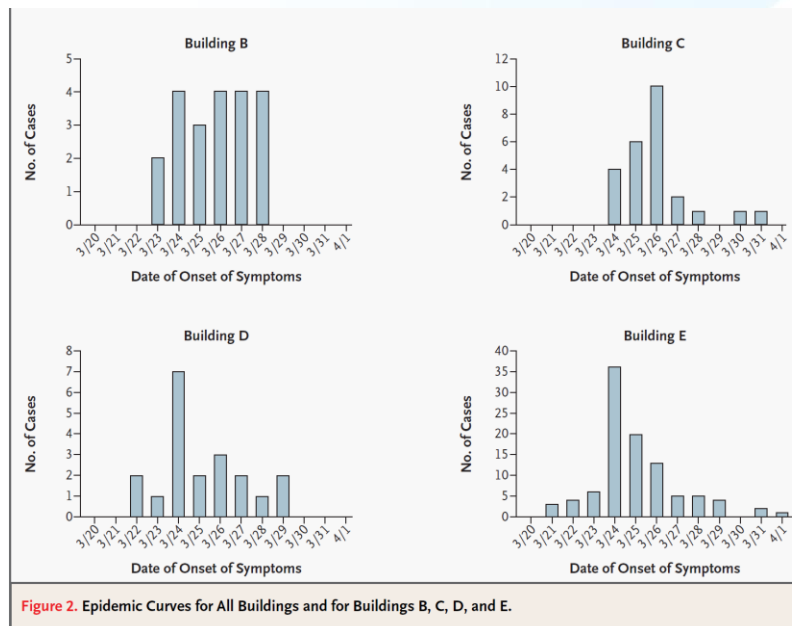 Building B
No. of Cases
5
4
3
2
1
0
3/20 3/21 3/22 3/23 3/24 3/25 3/26 3/27 3/28 3/29 3/30 3/31 4/1
Date of Onset of Symptoms
Building C
No. of Cases
12
10
8
6
4
2
0
3/20 3/21 3/22 3/23 3/24 3/25 3/26 3/27 3/28 3/29 3/30 3/31 4/1
Date of Onset of Symptoms
Building D
No. of Cases
8
7
6
5
4
3
2
1
0
3/20 3/21 3/22 3/23 3/24 3/25 3/26 3/27 3/28 3/29 3/30 3/31 4/1
Date of Onset of Symptoms
Building E
No. of Cases
40
35
30
25
20
15
10
5
0
3/20 3/21 3/22 3/23 3/24 3/25 3/26 3/27 3/28 3/29 3/30 3/31 4/1
Date of Onset of Symptoms
Figure 2. Epidemic Curves for All Buildings and for Buildings B, C, D, and E.